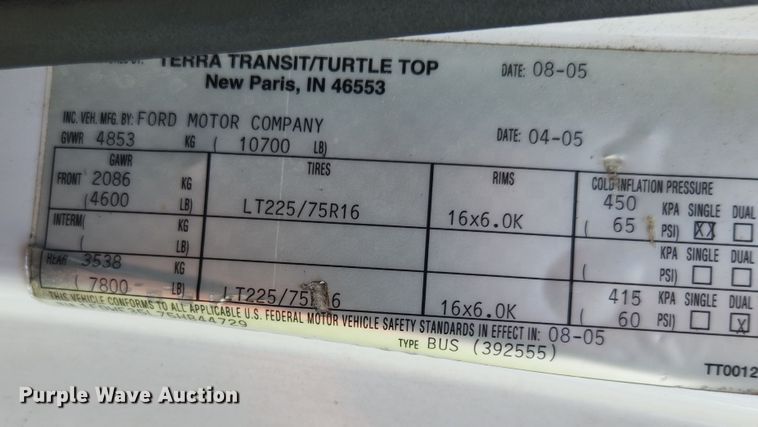 TERRA TRANSIT/TURTLE TOP DATE: 08-05
New Paris, IN 46553
INC. VEH. MFG. BY: FORD MOTOR COMPANY DATE: 04-05
GVWR 4853 KG ( 10700 LB)
GAWR TIRES RIMS COLD INFLATION PRESSURE
FRONT 2086 KG 450 KPA SINGLE DUAL
(4600 LB) LT225/75R16 16x6.0K ( 65 PSI) XX
INTERM( KG KPA SINGLE DUAL
( LB) ( PSI)
REAR 3538 KG 415 KPA SINGLE DUAL
( 7800 LB) LT225/75R16 16x6.0K ( 60 PSI) X
THIS VEHICLE CONFORMS TO ALL APPLICABLE U.S. FEDERAL MOTOR VEHICLE SAFETY STANDARDS IN EFFECT IN: 08-05
TYPE BUS (392555)
TT0012
Purple Wave Auction